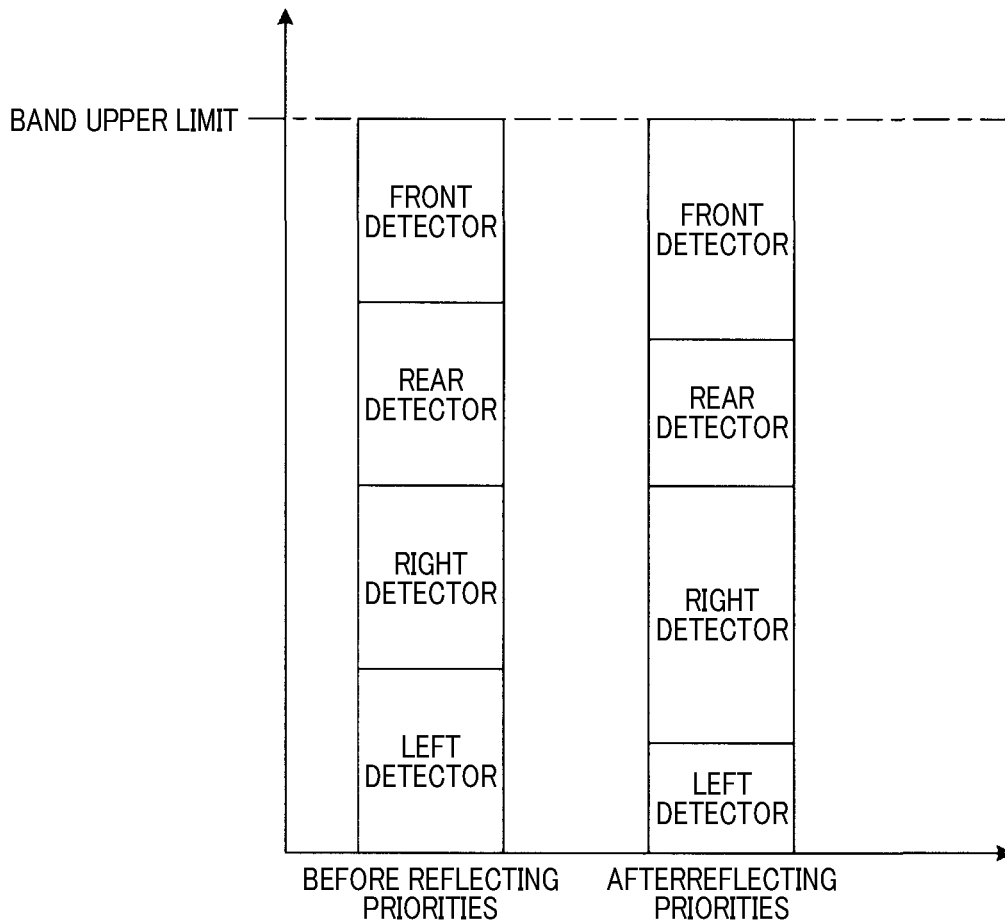 BAND UPPER LIMIT
FRONT
DETECTOR
REAR
DETECTOR
RIGHT
DETECTOR
LEFT
DETECTOR
FRONT
DETECTOR
REAR
DETECTOR
RIGHT
DETECTOR
LEFT
DETECTOR
BEFORE REFLECTING
PRIORITIES
AFTERREFLECTING
PRIORITIES